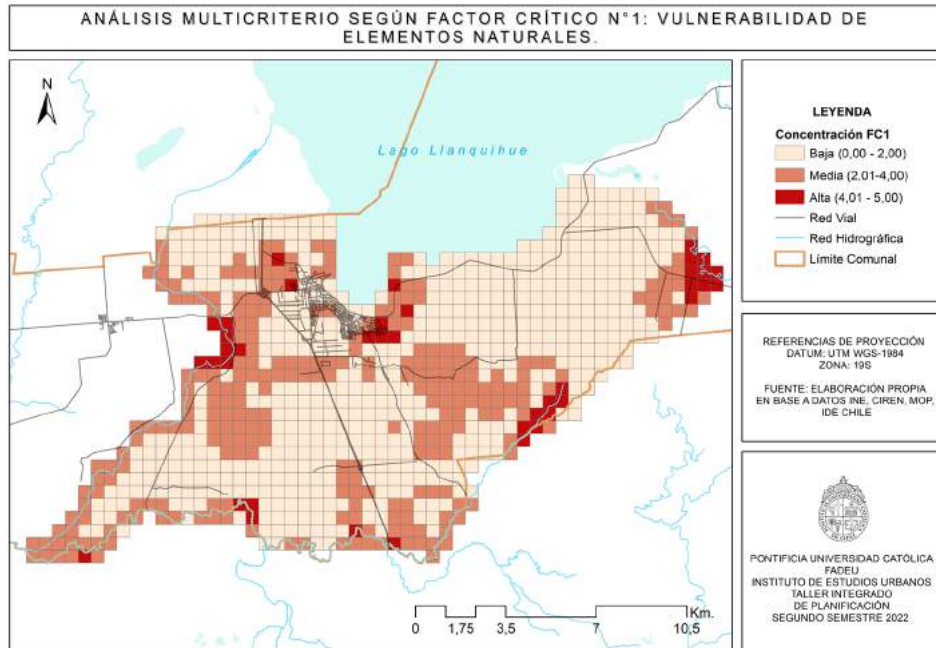 ANÁLISIS MULTICRITERIO SEGÚN FACTOR CRÍTICO N°1: VULNERABILIDAD DE
ELEMENTOS NATURALES.
N
Lago Llanquihue
LEYENDA
Concentración FC1
Baja (0,00 - 2,00)
Media (2,01-4,00)
Alta (4,01 - 5,00)
Red Vial
Red Hidrográfica
Límite Comunal
REFERENCIAS DE PROYECCIÓN
DATUM: UTM WGS-1984
ZONA: 19S
FUENTE: ELABORACIÓN PROPIA
EN BASE A DATOS INE, CIREN, MOP,
IDE CHILE
PONTIFICIA UNIVERSIDAD CATÓLICA
FADEU
INSTITUTO DE ESTUDIOS URBANOS
TALLER INTEGRADO
DE PLANIFICACIÓN
SEGUNDO SEMESTRE 2022
Km.
0 1,75 3,5 7 10,5